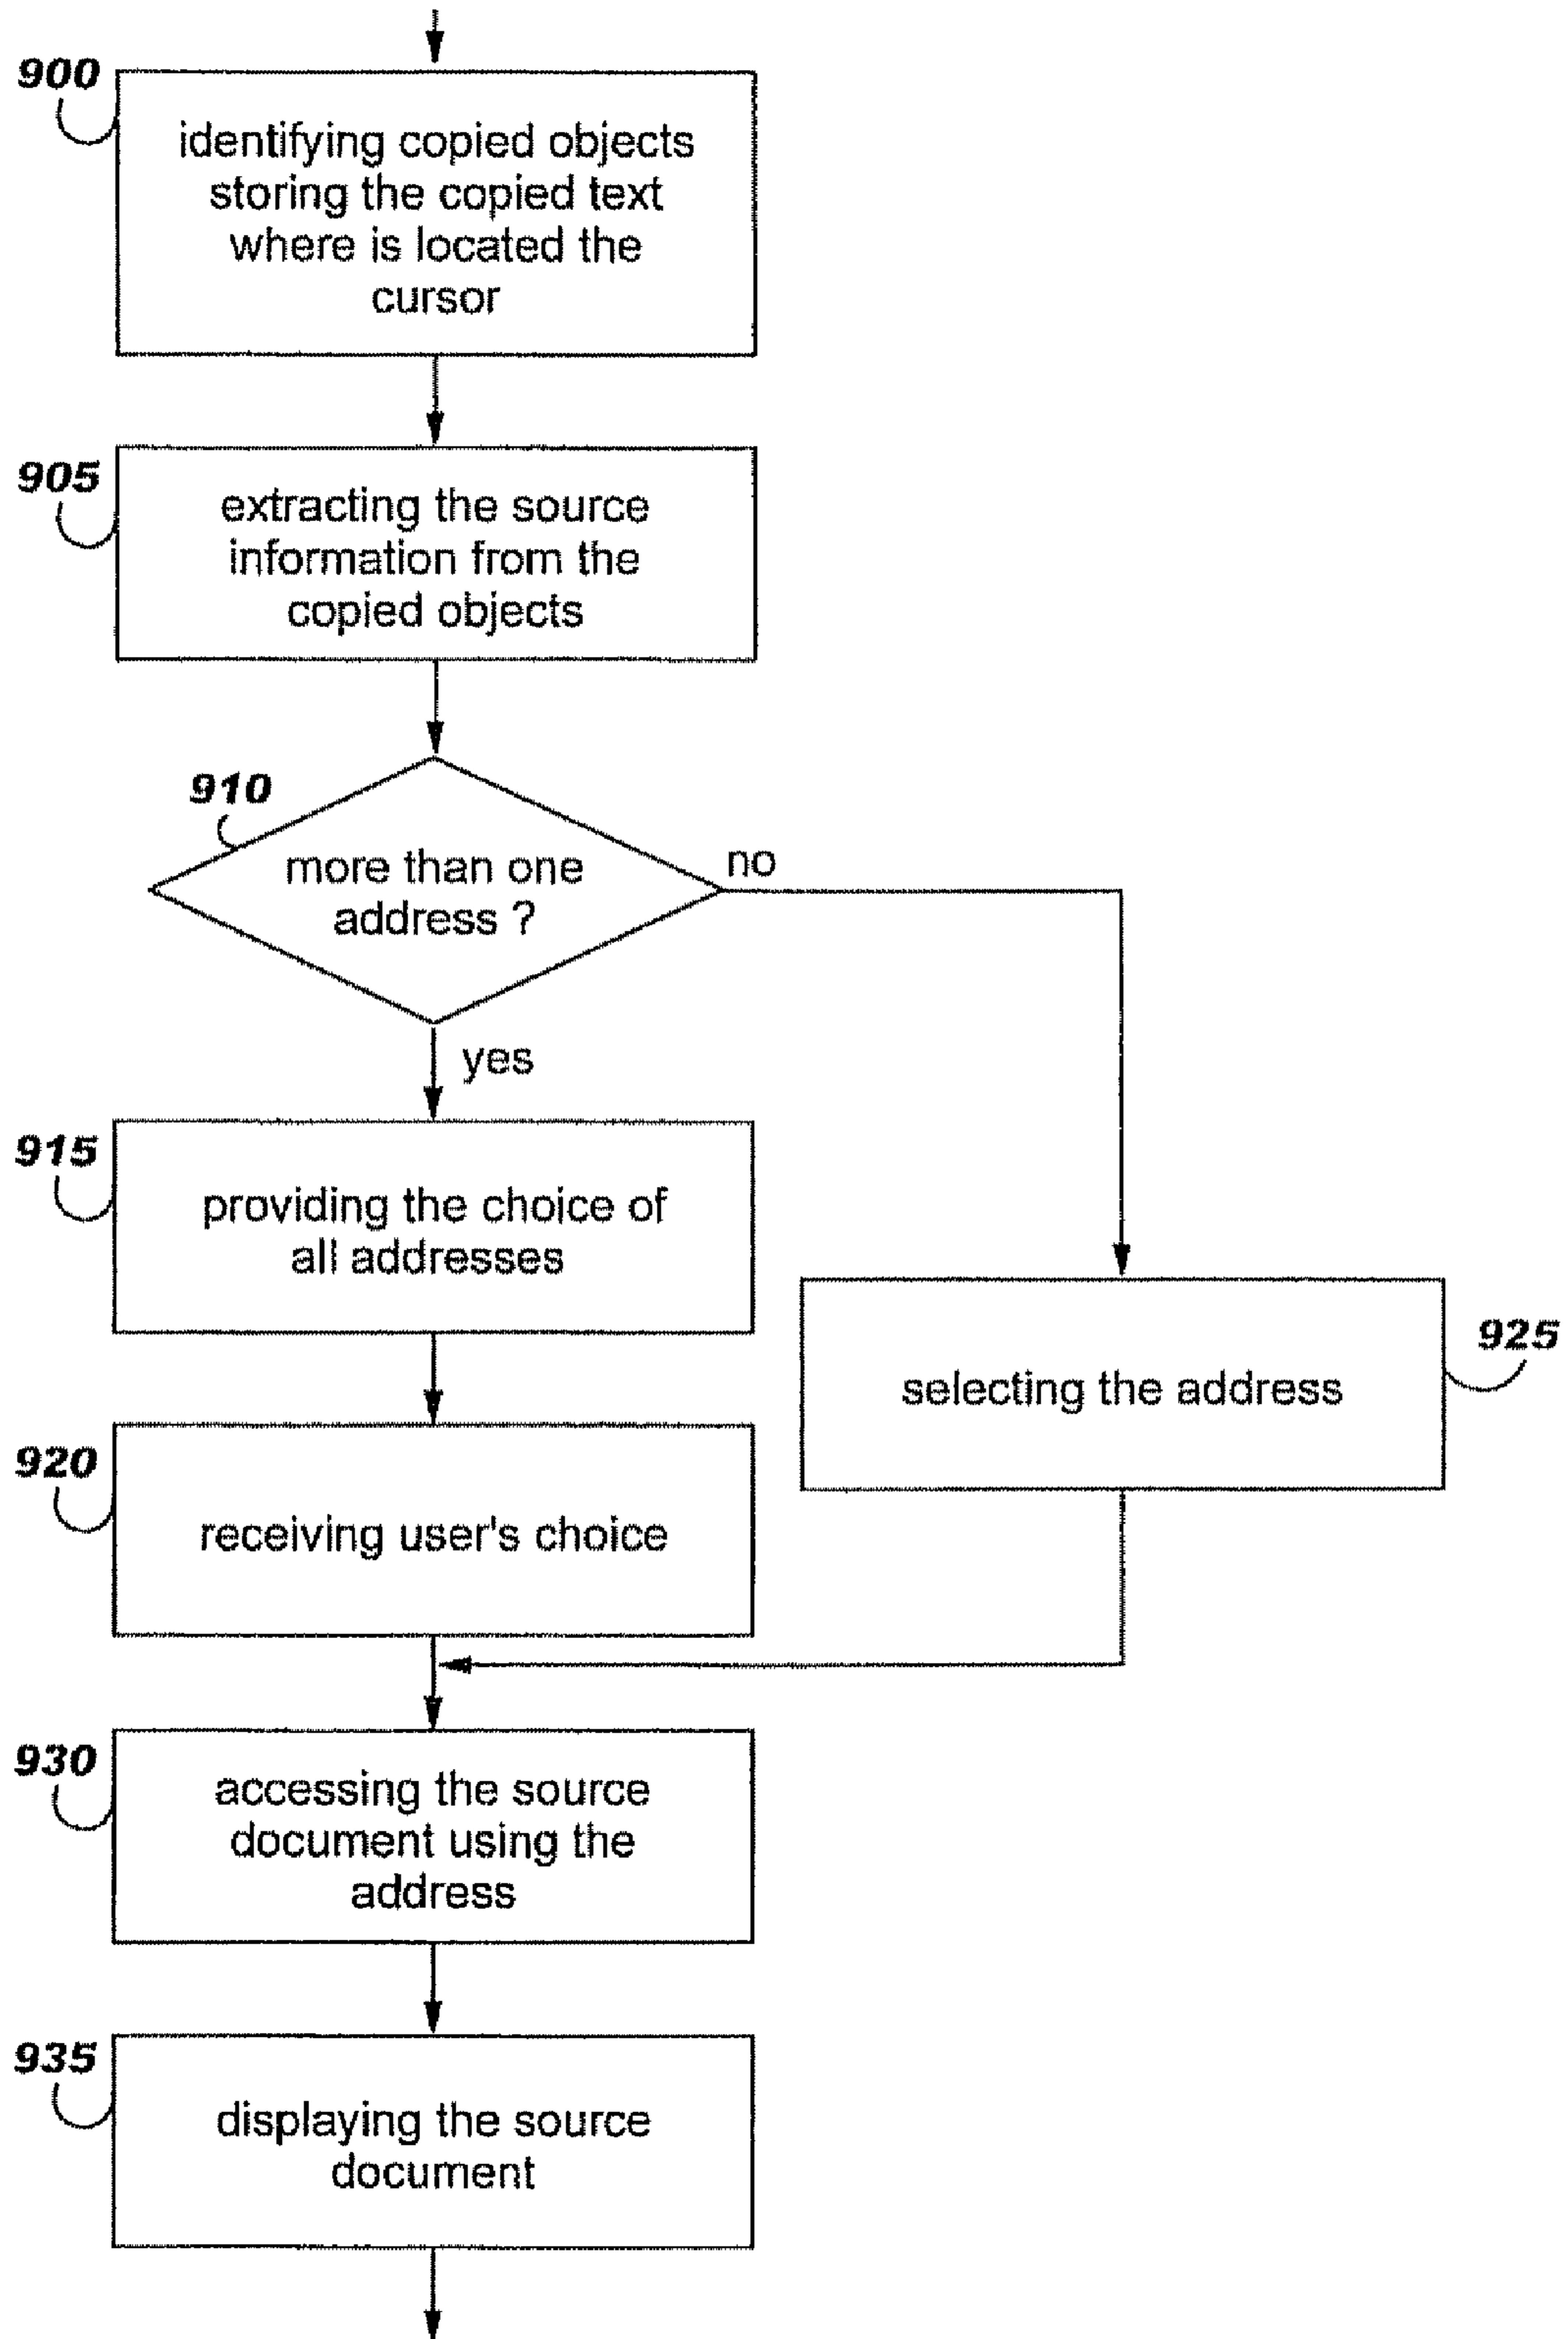 900
identifying copied objects
storing the copied text
where is located the
cursor
905
extracting the source
information from the
copied objects
910
more than one
address ?
no
yes
915
providing the choice of
all addresses
925
selecting the address
920
receiving user's choice
930
accessing the source
document using the
address
935
displaying the source
document